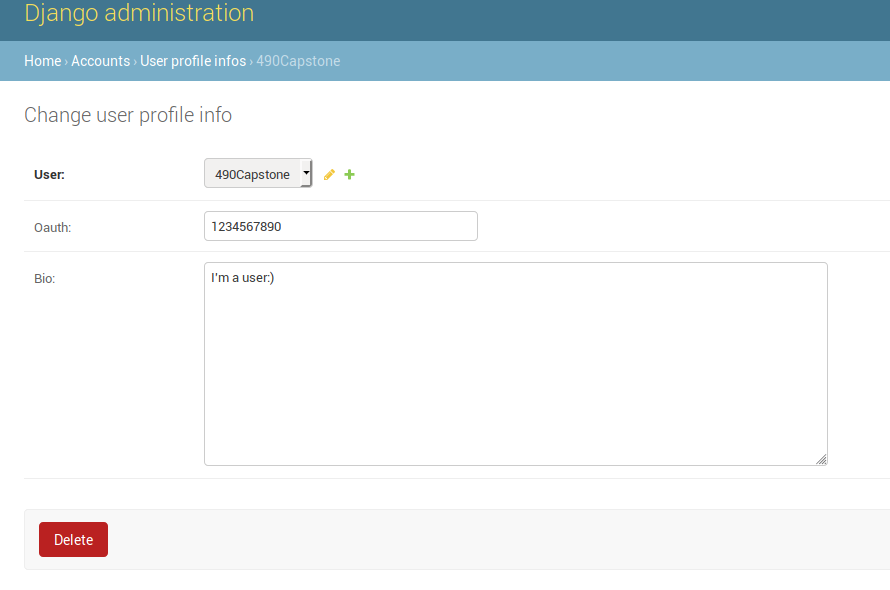 Django administration
Home › Accounts › User profile infos › 490Capstone
Change user profile info
User: 490Capstone
Oauth: 1234567890
Bio: I'm a user:)
Delete